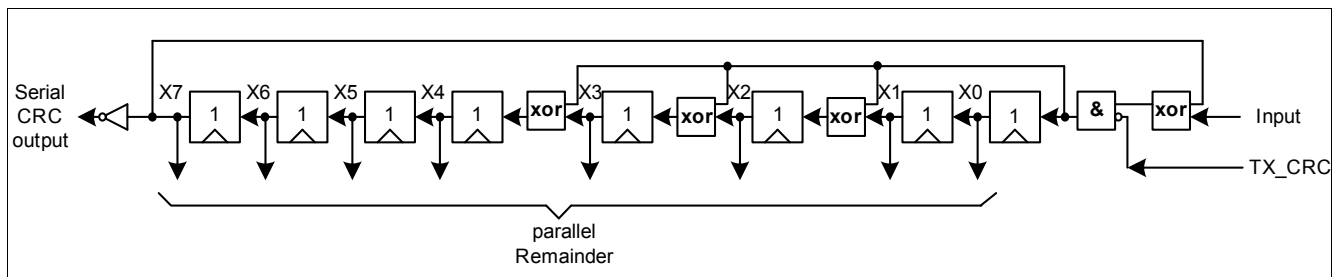 Serial
CRC
output
X7
1
X6
1
X5
1
X4
1
xor
X3
1
xor
X2
1
xor
X1
1
X0
1
&
xor
Input
TX_CRC
parallel
Remainder